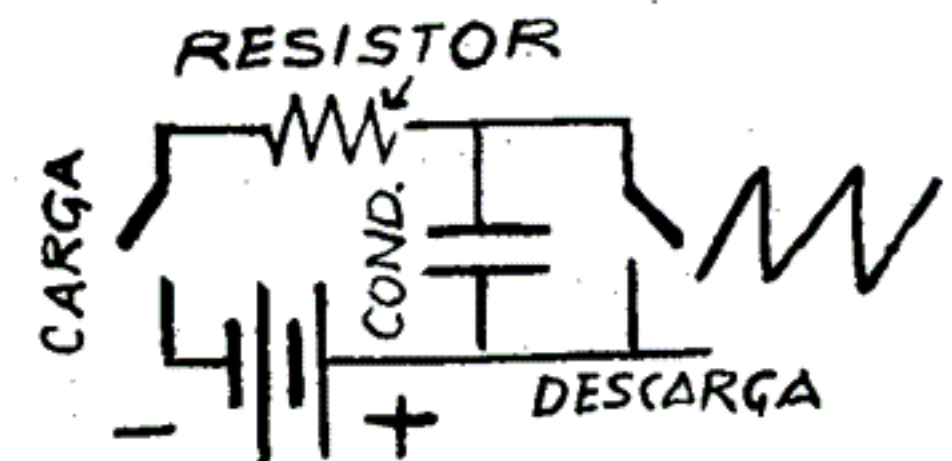 RESISTOR
CARGA
COND.
DESCARGA
- +